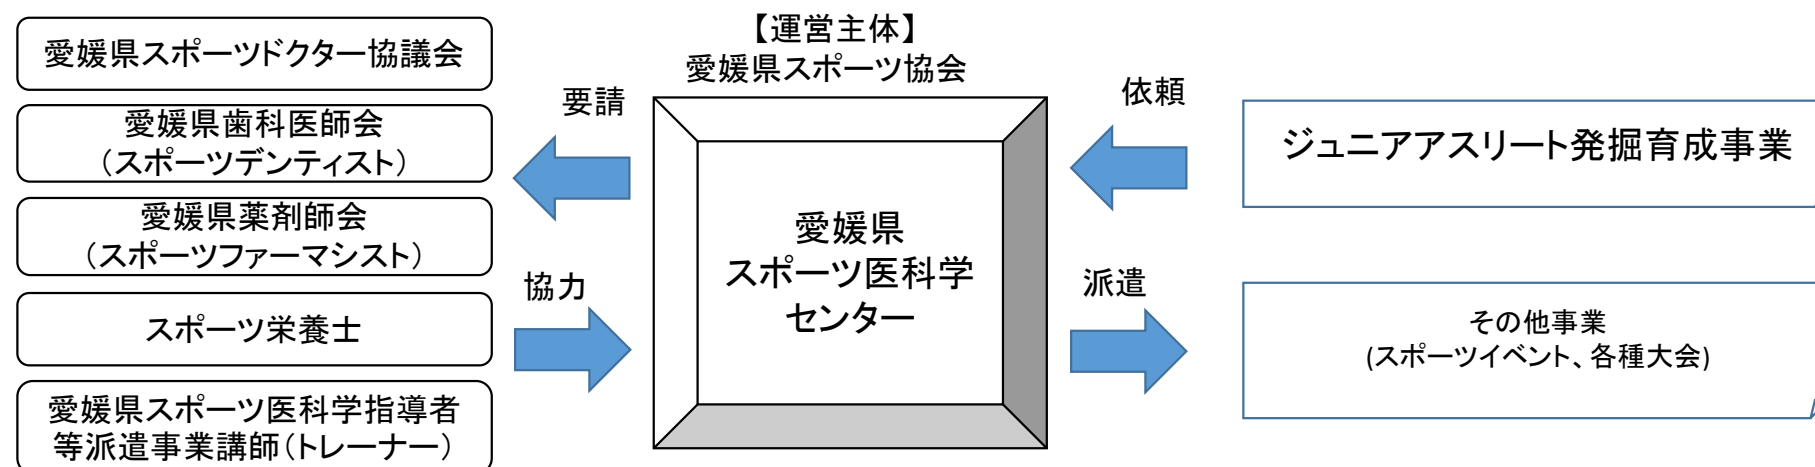 愛媛県スポーツドクター協議会
愛媛県歯科医師会
（スポーツデンティスト）
愛媛県薬剤師会
（スポーツファーマシスト）
スポーツ栄養士
愛媛県スポーツ医科学指導者
等派遣事業講師（トレーナー）
要請
協力
【運営主体】
愛媛県スポーツ協会
愛媛県
スポーツ医科学
センター
依頼
派遣
ジュニアアスリート発掘育成事業
その他事業
(スポーツイベント、各種大会)